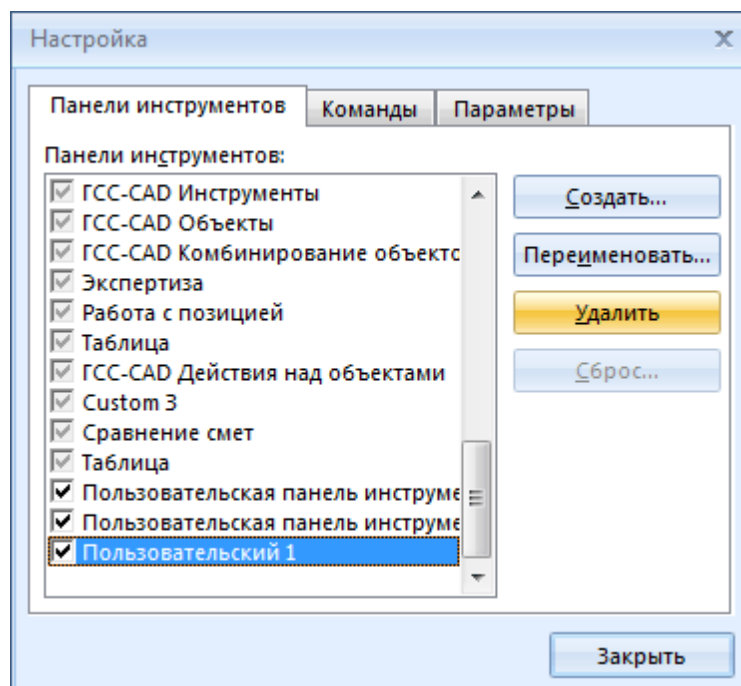 Настройка
Панели инструментов Команды Параметры
Панели инструментов:
ГСС-CAD Инструменты
ГСС-CAD Объекты
ГСС-CAD Комбинирование объекто
Экспертиза
Работа с позицией
Таблица
ГСС-CAD Действия над объектами
Custom 3
Сравнение смет
Таблица
Пользовательская панель инструме
Пользовательская панель инструме
Пользовательский 1
Создать...
Переименовать...
Удалить
Сброс...
Закрыть